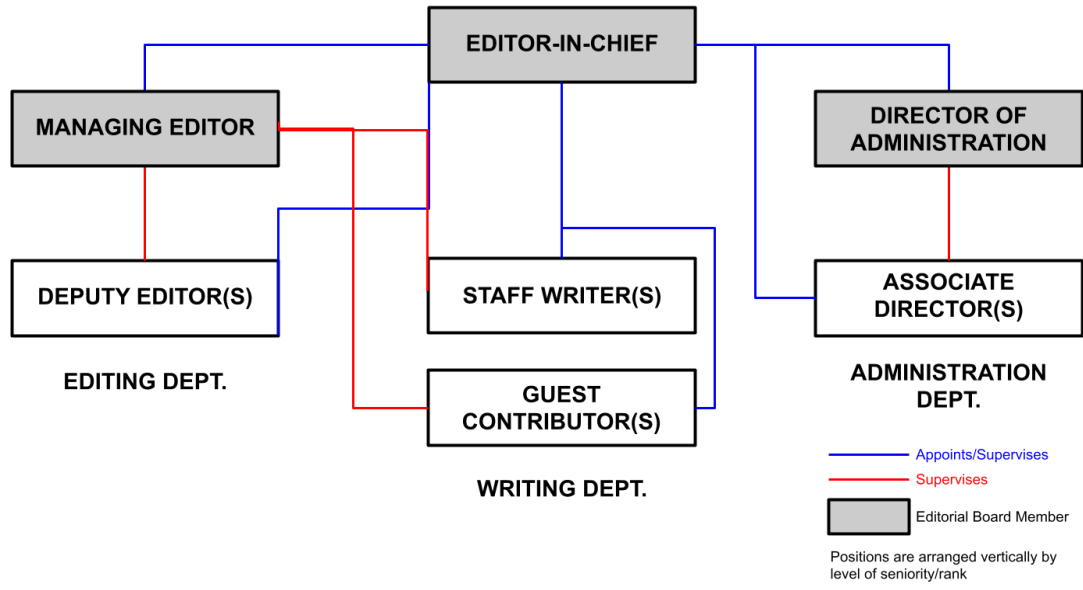 EDITOR-IN-CHIEF
MANAGING EDITOR
DIRECTOR OF
ADMINISTRATION
DEPUTY EDITOR(S)
STAFF WRITER(S)
ASSOCIATE
DIRECTOR(S)
EDITING DEPT.
GUEST
CONTRIBUTOR(S)
ADMINISTRATION
DEPT.
WRITING DEPT.
Appoints/Supervises
Supervises
Editorial Board Member
Positions are arranged vertically by
level of seniority/rank